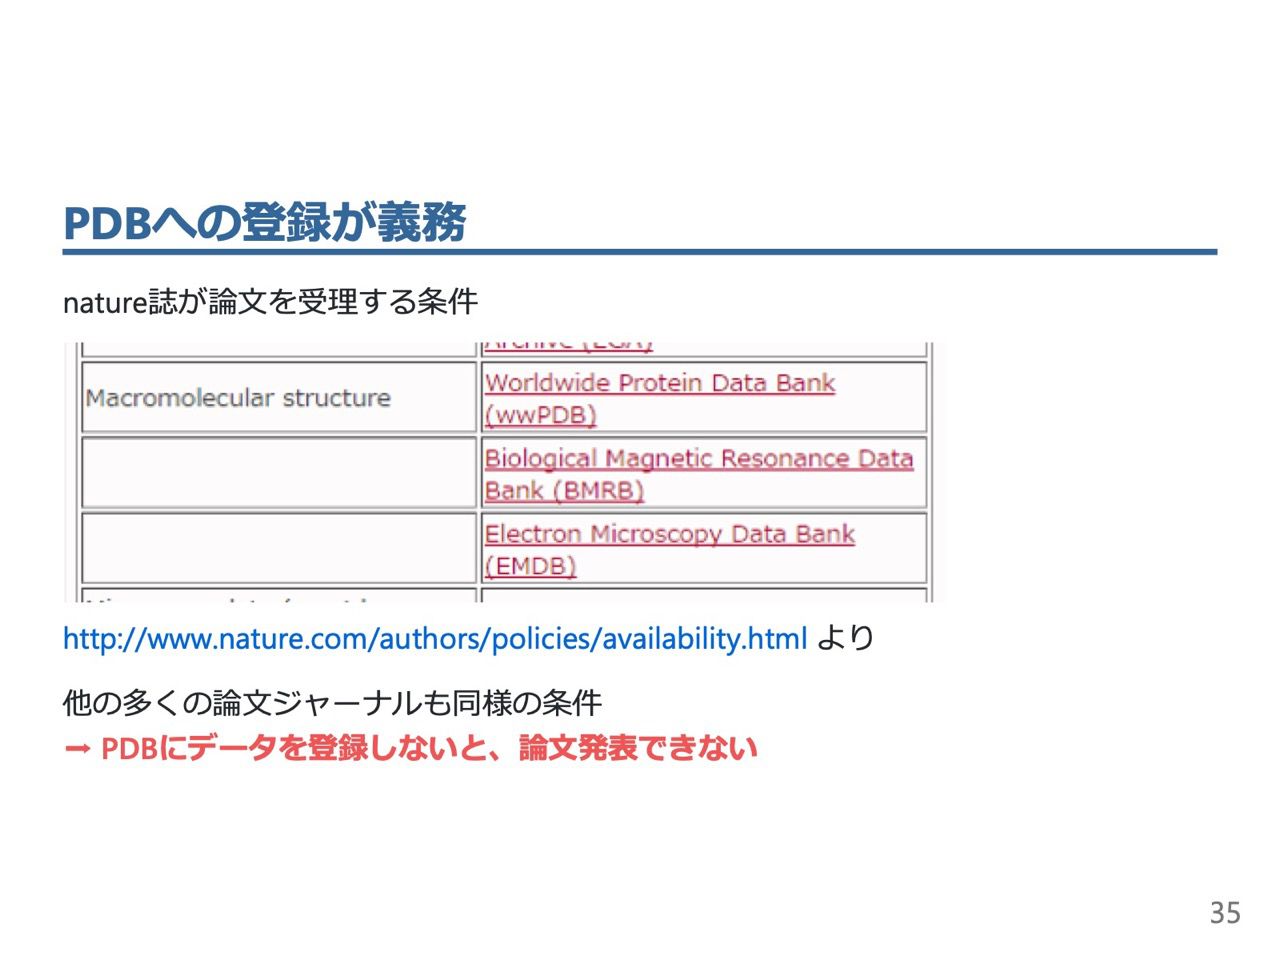 PDBへの登録が義務
nature誌が論文を受理する条件
Archive (EGA)
Macromolecular structure
Worldwide Protein Data Bank
(wwPDB)
Biological Magnetic Resonance Data
Bank (BMRB)
Electron Microscopy Data Bank
(EMDB)
http://www.nature.com/authors/policies/availability.html より
他の多くの論文ジャーナルも同様の条件
➡ PDBにデータを登録しないと、論文発表できない
35